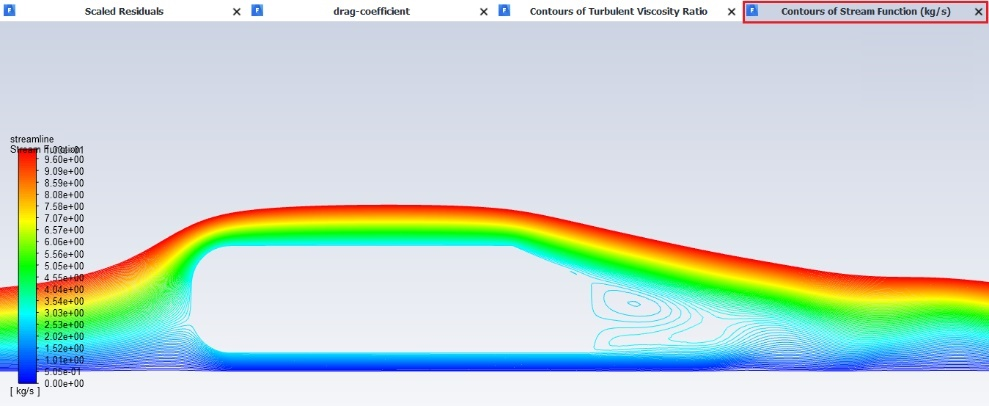 Scaled Residuals
drag-coefficient
Contours of Turbulent Viscosity Ratio
Contours of Stream Function (kg/s)
streamline
Stream Function
9.60e+00
9.09e+00
8.59e+00
8.08e+00
7.58e+00
7.07e+00
6.57e+00
6.06e+00
5.56e+00
5.05e+00
4.55e+00
4.04e+00
3.54e+00
3.03e+00
2.53e+00
2.02e+00
1.52e+00
1.01e+00
5.05e-01
0.00e+00
[ kg/s ]